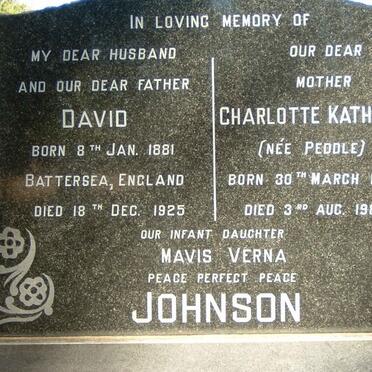 IN LOVING MEMORY OF
MY DEAR HUSBAND
AND OUR DEAR FATHER
DAVID
BORN 8TH JAN. 1881
BATTERSEA, ENGLAND
DIED 18TH DEC. 1925
OUR DEAR
MOTHER
CHARLOTTE
(NÉE PEDDLE)
BORN 30TH MARCH
DIED 3RD AUG.
OUR INFANT DAUGHTER
MAVIS VERNA
PEACE PERFECT PEACE
JOHNSON